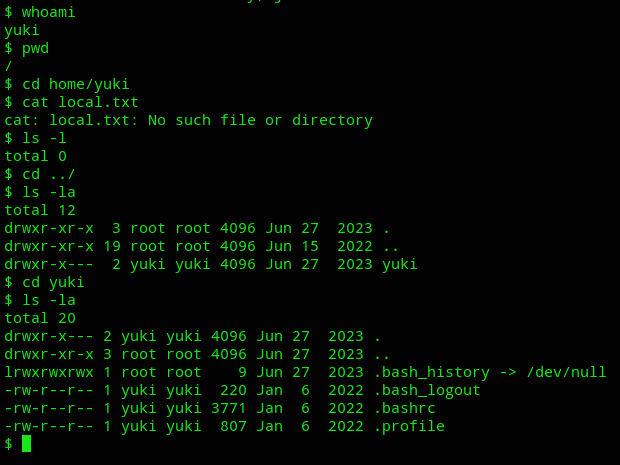 $ whoami
yuki
$ pwd
/
$ cd home/yuki
$ cat local.txt
cat: local.txt: No such file or directory
$ ls -l
total 0
$ cd ../
$ ls -la
total 12
drwxr-xr-x  3 root root 4096 Jun 27  2023 .
drwxr-xr-x 19 root root 4096 Jun 15  2022 ..
drwxr-x---  2 yuki yuki 4096 Jun 27  2023 yuki
$ cd yuki
$ ls -la
total 20
drwxr-x--- 2 yuki yuki 4096 Jun 27  2023 .
drwxr-xr-x 3 root root 4096 Jun 27  2023 ..
lrwxrwxrwx 1 root root    9 Jun 27  2023 .bash_history -> /dev/null
-rw-r--r-- 1 yuki yuki  220 Jan  6  2022 .bash_logout
-rw-r--r-- 1 yuki yuki 3771 Jan  6  2022 .bashrc
-rw-r--r-- 1 yuki yuki  807 Jan  6  2022 .profile
$